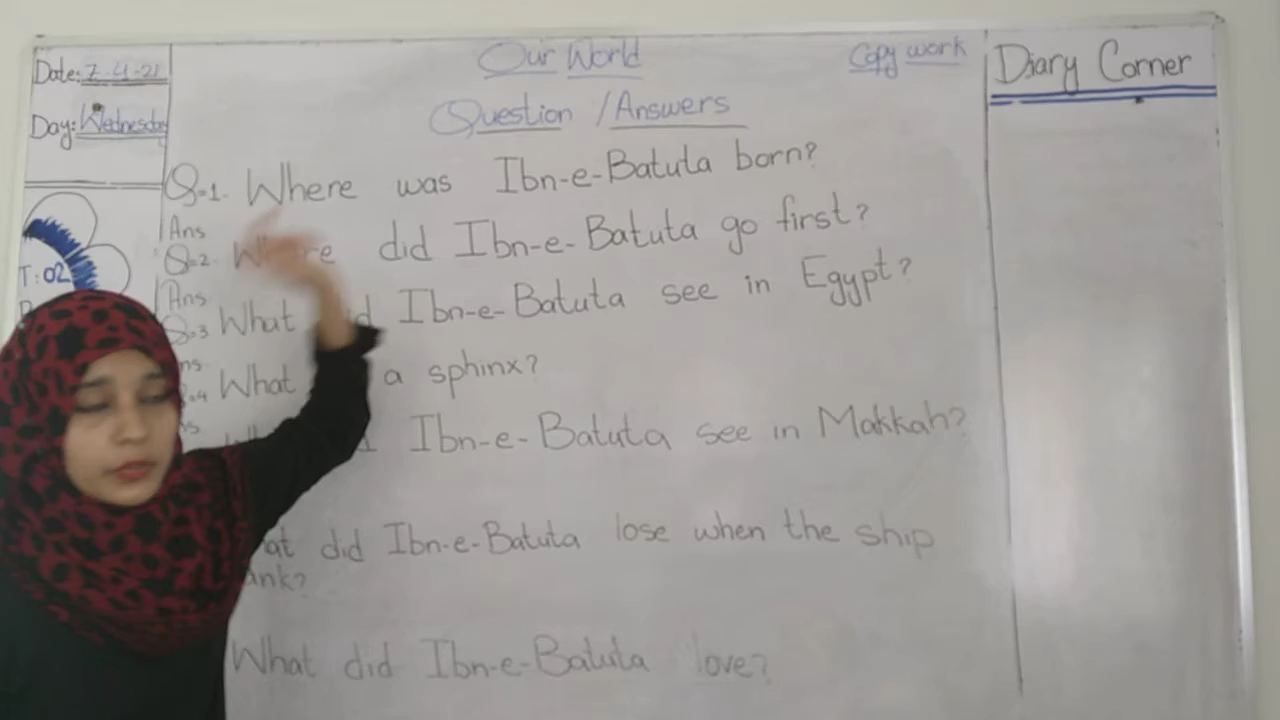 Date: 7-4-21
Day: Wednesday
Our World
Copy work
Question / Answers
Diary Corner
Q-1. Where was Ibn-e-Batuta born?
Ans
Q-2. Where did Ibn-e-Batuta go first?
Ans
Q-3 What Ibn-e-Batuta see in Egypt?
What a sphinx?
Ibn-e-Batuta see in Makkah?
did Ibn-e-Batuta lose when the ship
What did Ibn-e-Batuta love?
T:02